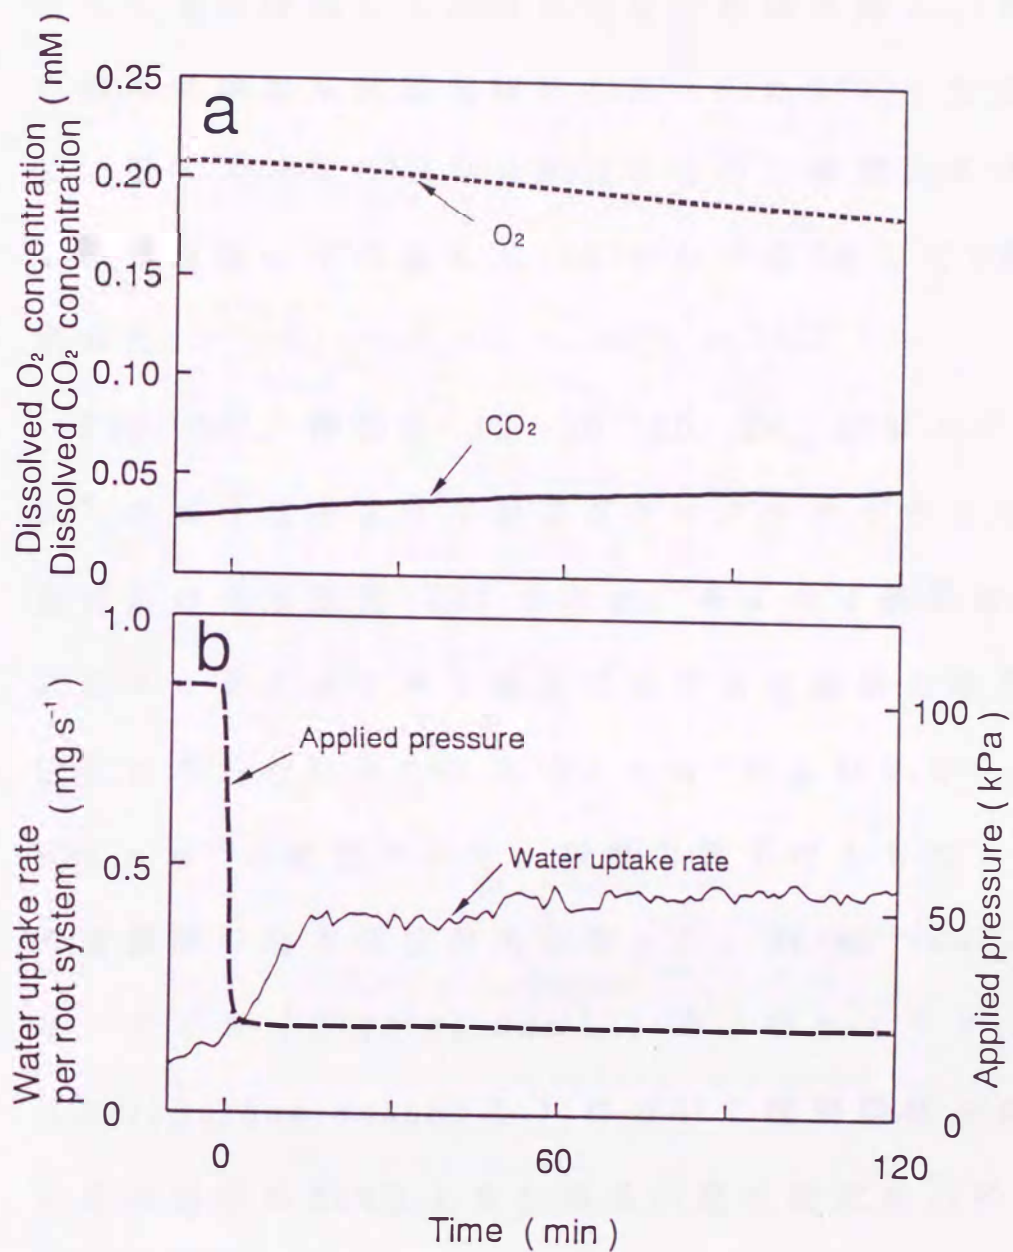 Dissolved O₂ concentration (mM)
Dissolved CO₂ concentration
0.25
0.20
0.15
0.10
0.05
0
a
O₂
CO₂
Water uptake rate
per root system (mg·s⁻¹)
1.0
0.5
0
b
Applied pressure
Water uptake rate
100
50
0
Applied pressure (kPa)
0
60
120
Time (min)